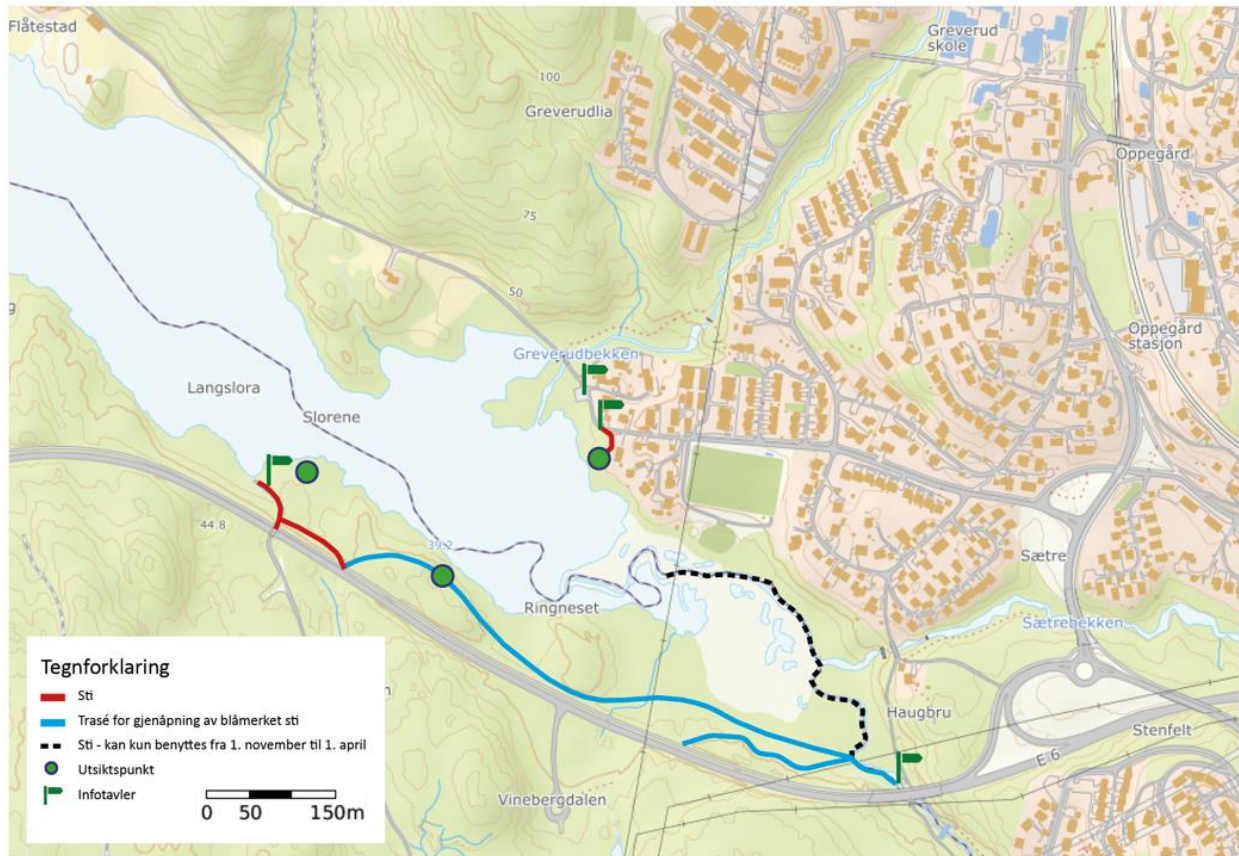 Flåtestad
Greverud
skole
100
Greverudlia
Oppegård
75
50
Oppegård
stasjon
Greverudbekken
Langslora
Slorene
44.8
39.2
Sætre
Ringneset
Sætrebekken
Haugbru
Stenfelt
E 6
Vinebergdalen
Tegnforklaring
Sti
Trasé for gjenåpning av blåmerket sti
Sti - kan kun benyttes fra 1. november til 1. april
Utsiktspunkt
Infotavler
0 50 150m